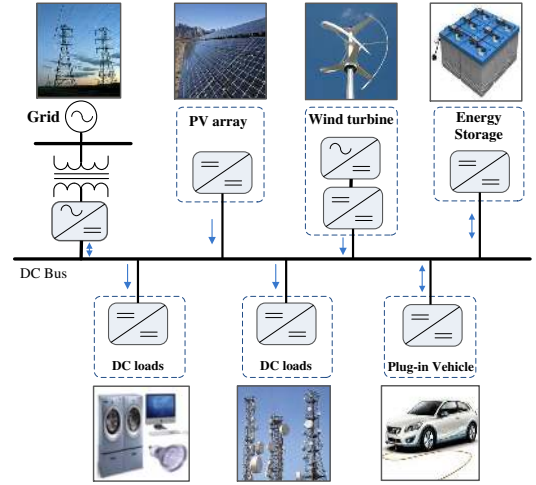 Grid
PV array
Wind turbine
Energy
Storage
DC Bus
DC loads
DC loads
Plug-in Vehicle